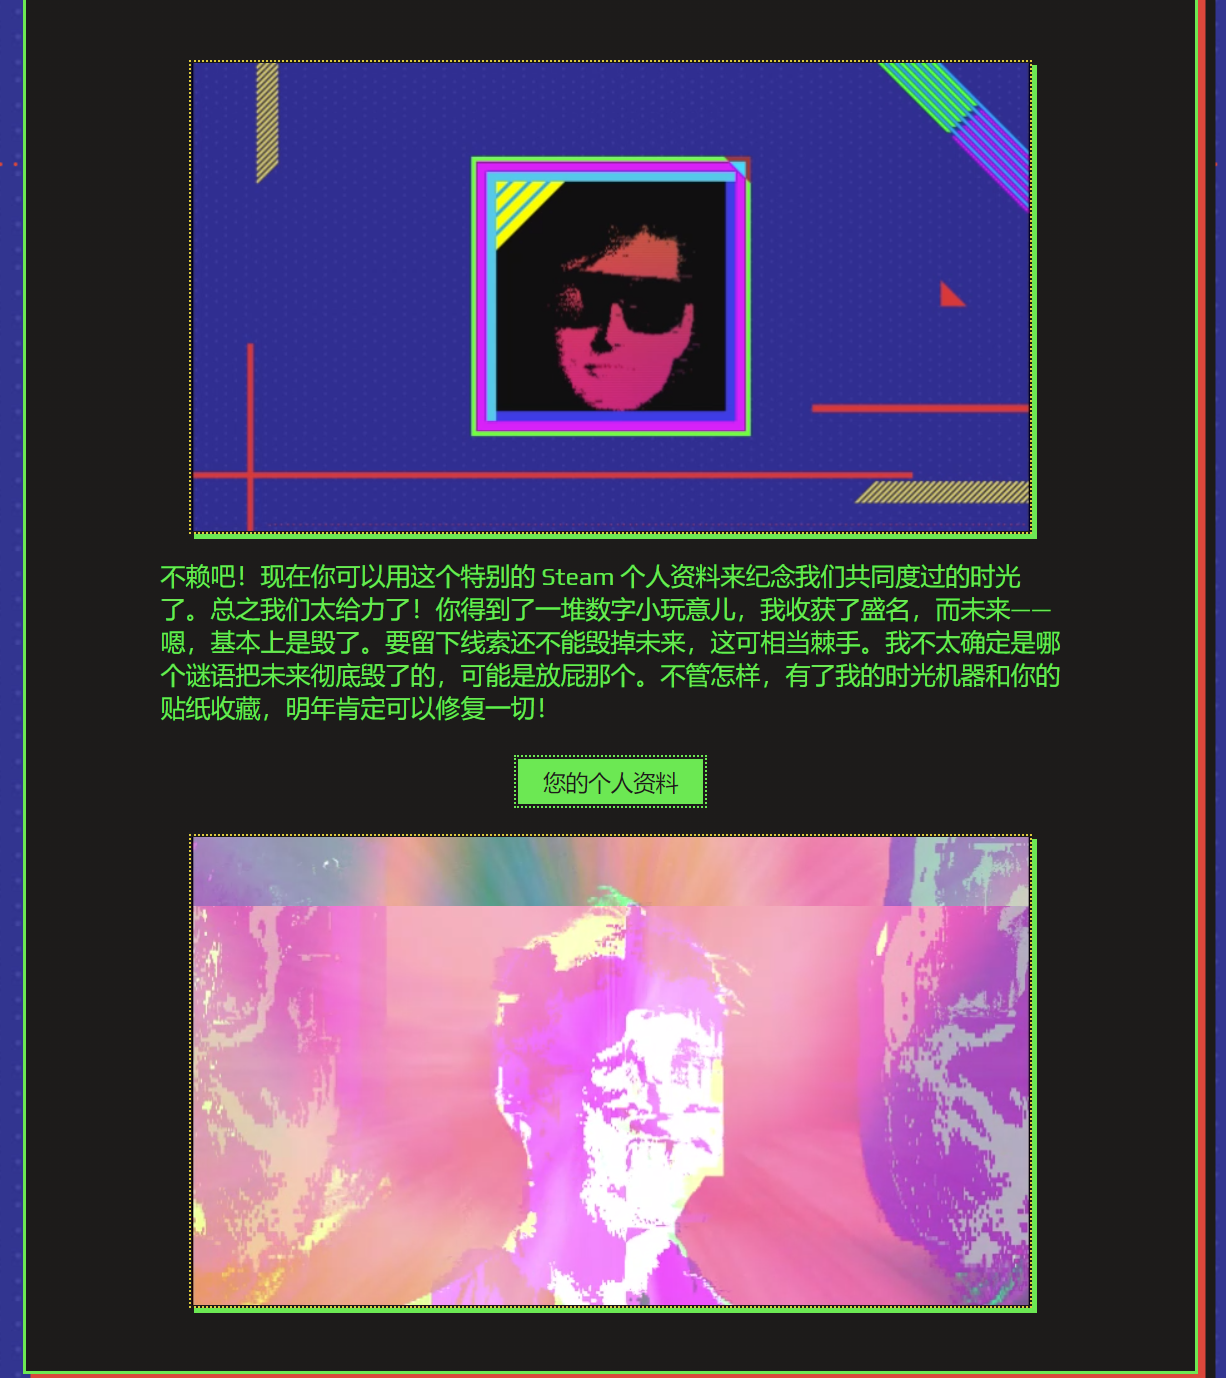 不赖吧！现在你可以用这个特别的 Steam 个人资料来纪念我们共同度过的时光
了。总之我们太给力了！你得到了一堆数字小玩意儿，我收获了盛名，而未来——
嗯，基本上是毁了。要留下线索还不能毁掉未来，这可相当棘手。我不太确定是哪
个谜语把未来彻底毁了的，可能是放屁那个。不管怎样，有了我的时光机器和你的
贴纸收藏，明年肯定可以修复一切！
您的个人资料